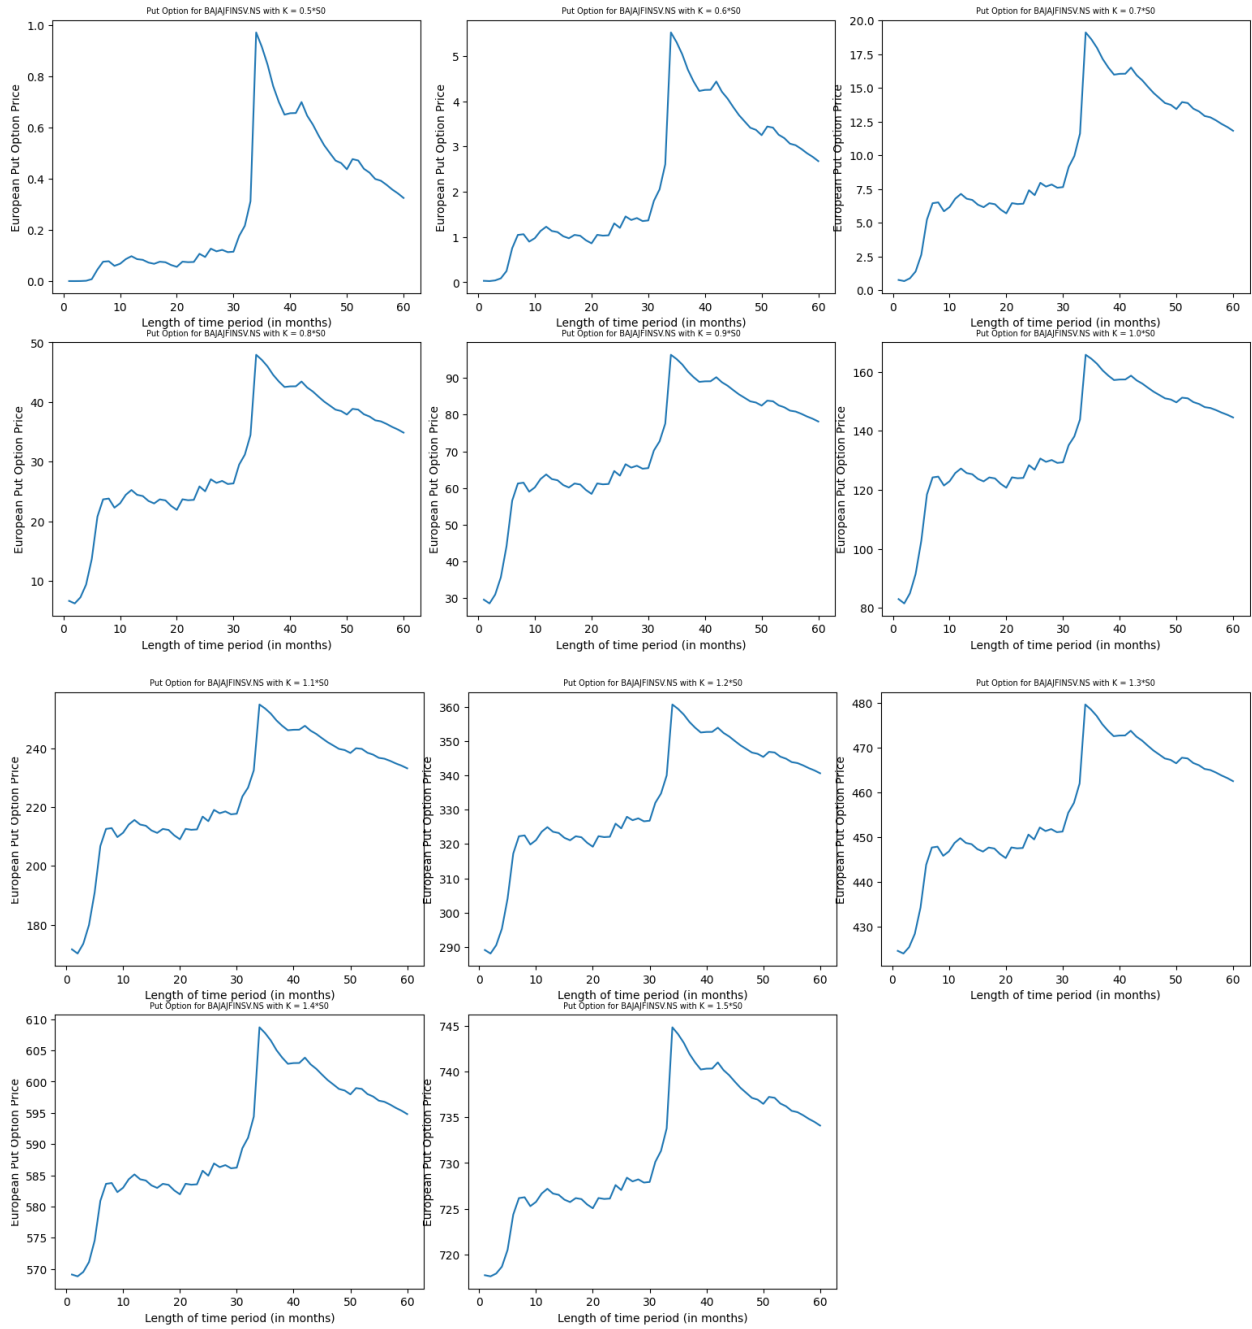 Put Option for BAJAJFINSV.NS with K = 0.5*S0
European Put Option Price
1.0
0.8
0.6
0.4
0.2
0.0
0 10 20 30 40 50 60
Length of time period (in months)
Put Option for BAJAJFINSV.NS with K = 0.6*S0
European Put Option Price
5
4
3
2
1
0
0 10 20 30 40 50 60
Length of time period (in months)
Put Option for BAJAJFINSV.NS with K = 0.7*S0
European Put Option Price
20.0
17.5
15.0
12.5
10.0
7.5
5.0
2.5
0.0
0 10 20 30 40 50 60
Length of time period (in months)
Put Option for BAJAJFINSV.NS with K = 0.8*S0
European Put Option Price
50
40
30
20
10
0 10 20 30 40 50 60
Length of time period (in months)
Put Option for BAJAJFINSV.NS with K = 0.9*S0
European Put Option Price
90
80
70
60
50
40
30
0 10 20 30 40 50 60
Length of time period (in months)
Put Option for BAJAJFINSV.NS with K = 1.0*S0
European Put Option Price
160
140
120
100
80
0 10 20 30 40 50 60
Length of time period (in months)
Put Option for BAJAJFINSV.NS with K = 1.1*S0
European Put Option Price
240
220
200
180
0 10 20 30 40 50 60
Length of time period (in months)
Put Option for BAJAJFINSV.NS with K = 1.2*S0
European Put Option Price
360
350
340
330
320
310
300
290
0 10 20 30 40 50 60
Length of time period (in months)
Put Option for BAJAJFINSV.NS with K = 1.3*S0
European Put Option Price
480
470
460
450
440
430
0 10 20 30 40 50 60
Length of time period (in months)
Put Option for BAJAJFINSV.NS with K = 1.4*S0
European Put Option Price
610
605
600
595
590
585
580
575
570
0 10 20 30 40 50 60
Length of time period (in months)
Put Option for BAJAJFINSV.NS with K = 1.5*S0
European Put Option Price
745
740
735
730
725
720
0 10 20 30 40 50 60
Length of time period (in months)